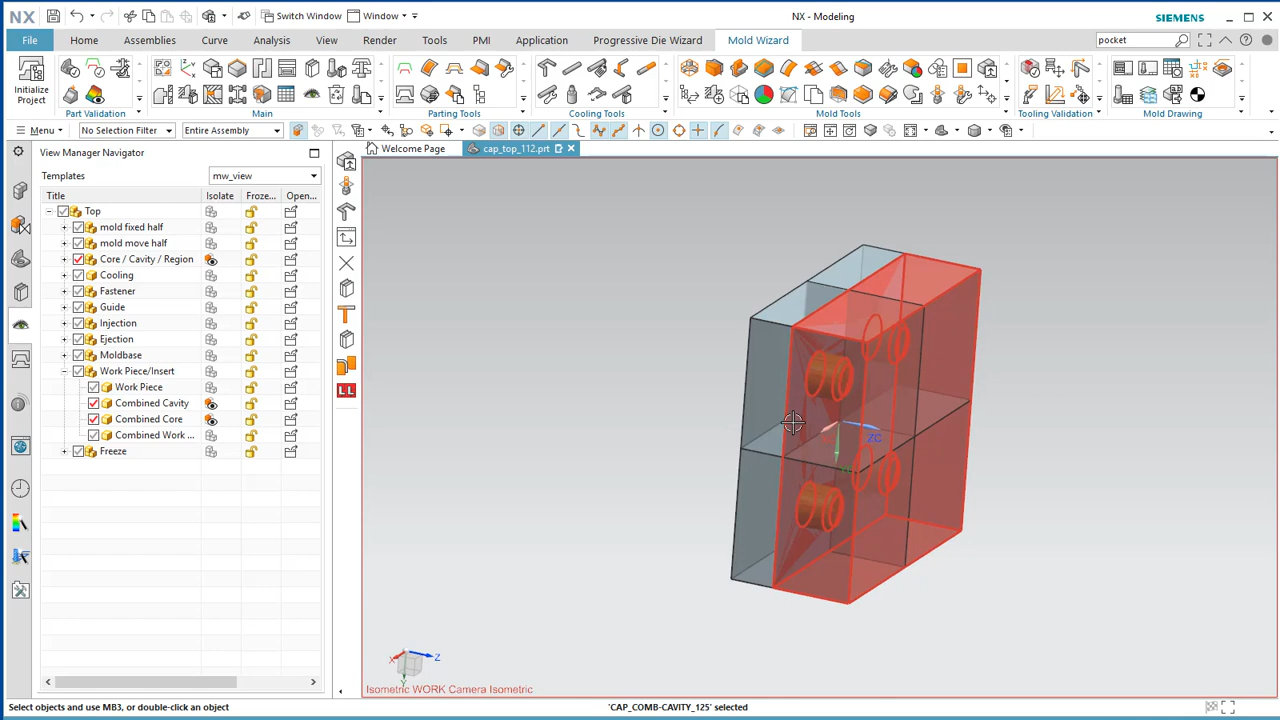 NX
Switch Window
Window
NX - Modeling
SIEMENS
File
Home
Assemblies
Curve
Analysis
View
Render
Tools
PMI
Application
Progressive Die Wizard
Mold Wizard
pocket
Initialize
Project
Part Validation
Main
Parting Tools
Cooling Tools
Mold Tools
Tooling Validation
Mold Drawing
Menu
No Selection Filter
Entire Assembly
View Manager Navigator
Welcome Page
cap_top_112.prt
Templates
mw_view
Title
Isolate
Froze...
Open...
Top
mold fixed half
mold move half
Core / Cavity / Region
Cooling
Fastener
Guide
Injection
Ejection
Moldbase
Work Piece/Insert
Work Piece
Combined Cavity
Combined Core
Combined Work ...
Freeze
LL
ZC
X
Z
Y
Isometric WORK Camera Isometric
Select objects and use MB3, or double-click an object
'CAP_COMB-CAVITY_125' selected